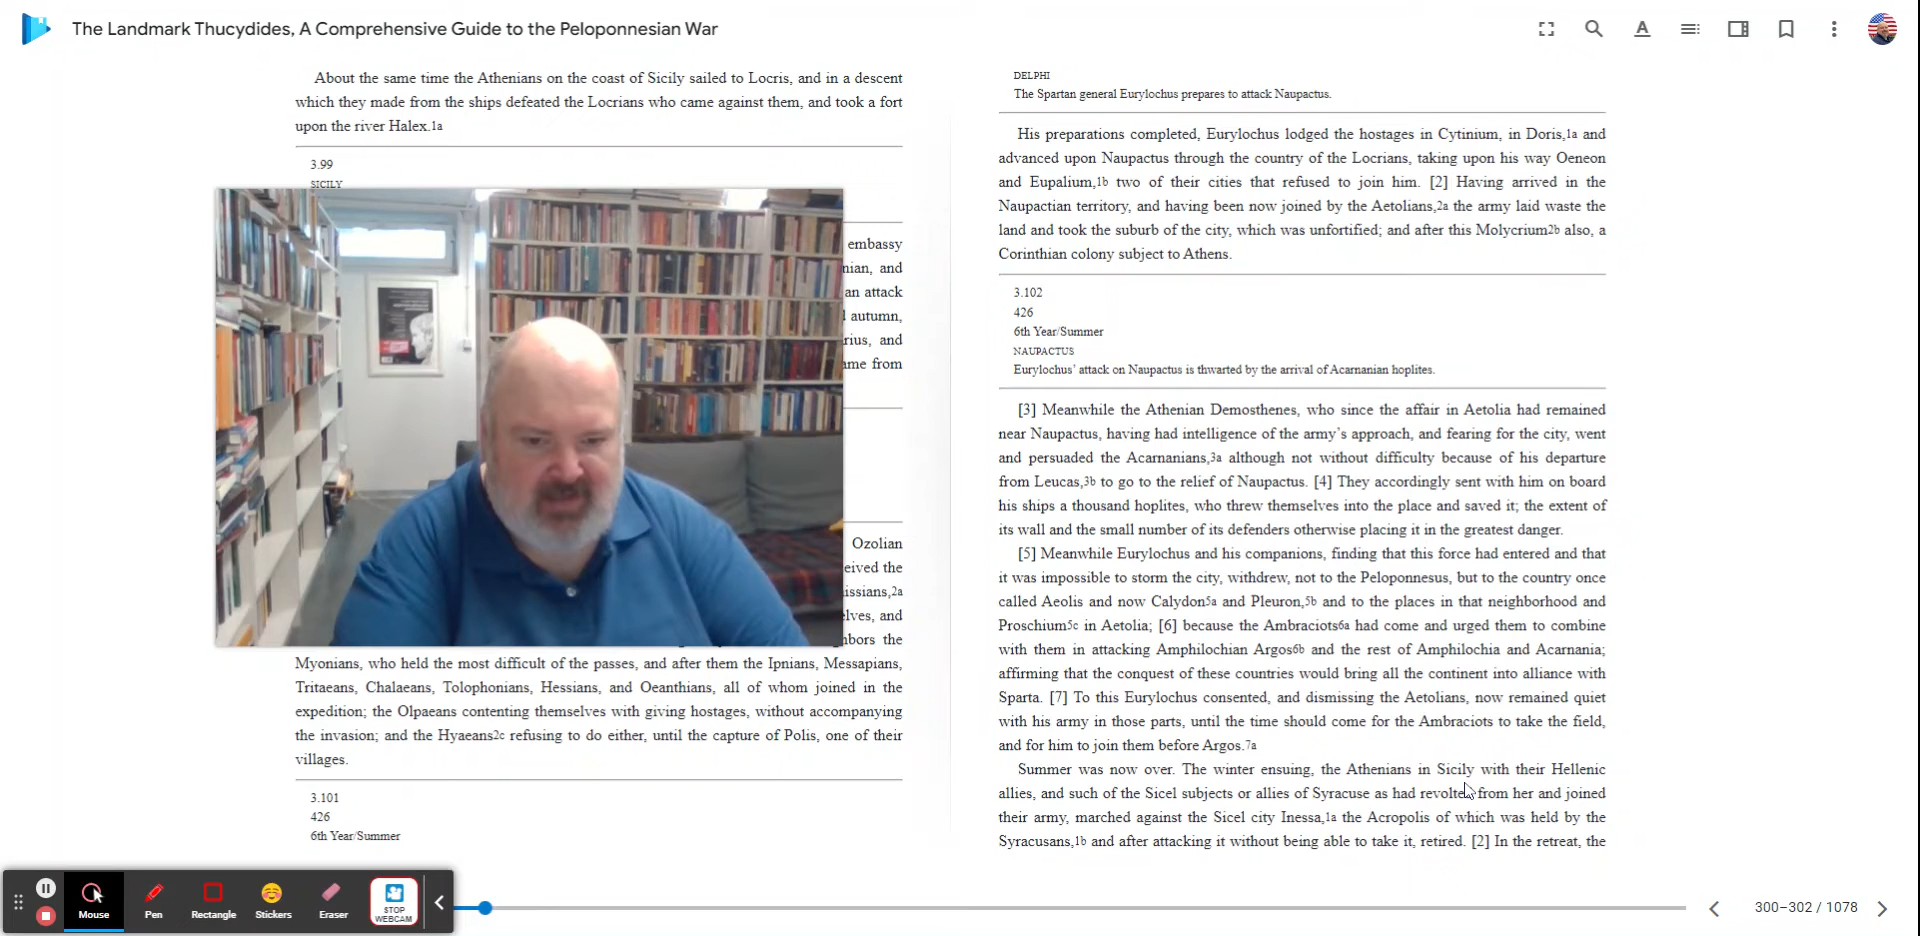 The Landmark Thucydides, A Comprehensive Guide to the Peloponnesian War
About the same time the Athenians on the coast of Sicily sailed to Locris, and in a descent
which they made from the ships defeated the Locrians who came against them, and took a fort
upon the river Halex.1a
3.99
SICILY
embassy
nian, and
an attack
autumn,
rius, and
ame from
Ozolian
eived the
issians,2a
elves, and
hbors the
Myonians, who held the most difficult of the passes, and after them the Ipnians, Messapians,
Tritaeans, Chalaeans, Tolophonians, Hessians, and Oeanthians, all of whom joined in the
expedition; the Olpaeans contenting themselves with giving hostages, without accompanying
the invasion; and the Hyaeans2c refusing to do either, until the capture of Polis, one of their
villages.
3.101
426
6th Year/Summer
DELPHI
The Spartan general Eurylochus prepares to attack Naupactus.
His preparations completed, Eurylochus lodged the hostages in Cytinium, in Doris,1a and
advanced upon Naupactus through the country of the Locrians, taking upon his way Oeneon
and Eupalium,1b two of their cities that refused to join him. [2] Having arrived in the
Naupactian territory, and having been now joined by the Aetolians,2a the army laid waste the
land and took the suburb of the city, which was unfortified; and after this Molycrium2b also, a
Corinthian colony subject to Athens.
3.102
426
6th Year/Summer
NAUPACTUS
Eurylochus' attack on Naupactus is thwarted by the arrival of Acarnanian hoplites.
[3] Meanwhile the Athenian Demosthenes, who since the affair in Aetolia had remained
near Naupactus, having had intelligence of the army's approach, and fearing for the city, went
and persuaded the Acarnanians,3a although not without difficulty because of his departure
from Leucas,3b to go to the relief of Naupactus. [4] They accordingly sent with him on board
his ships a thousand hoplites, who threw themselves into the place and saved it; the extent of
its wall and the small number of its defenders otherwise placing it in the greatest danger.
[5] Meanwhile Eurylochus and his companions, finding that this force had entered and that
it was impossible to storm the city, withdrew, not to the Peloponnesus, but to the country once
called Aeolis and now Calydon5a and Pleuron,5b and to the places in that neighborhood and
Proschium5c in Aetolia; [6] because the Ambraciots6a had come and urged them to combine
with them in attacking Amphilochian Argos6b and the rest of Amphilochia and Acarnania;
affirming that the conquest of these countries would bring all the continent into alliance with
Sparta. [7] To this Eurylochus consented, and dismissing the Aetolians, now remained quiet
with his army in those parts, until the time should come for the Ambraciots to take the field,
and for him to join them before Argos.7a
Summer was now over. The winter ensuing, the Athenians in Sicily with their Hellenic
allies, and such of the Sicel subjects or allies of Syracuse as had revolted from her and joined
their army, marched against the Sicel city Inessa,1a the Acropolis of which was held by the
Syracusans,1b and after attacking it without being able to take it, retired. [2] In the retreat, the
Mouse
Pen
Rectangle
Stickers
Eraser
STOP
WEBCAM
300–302 / 1078